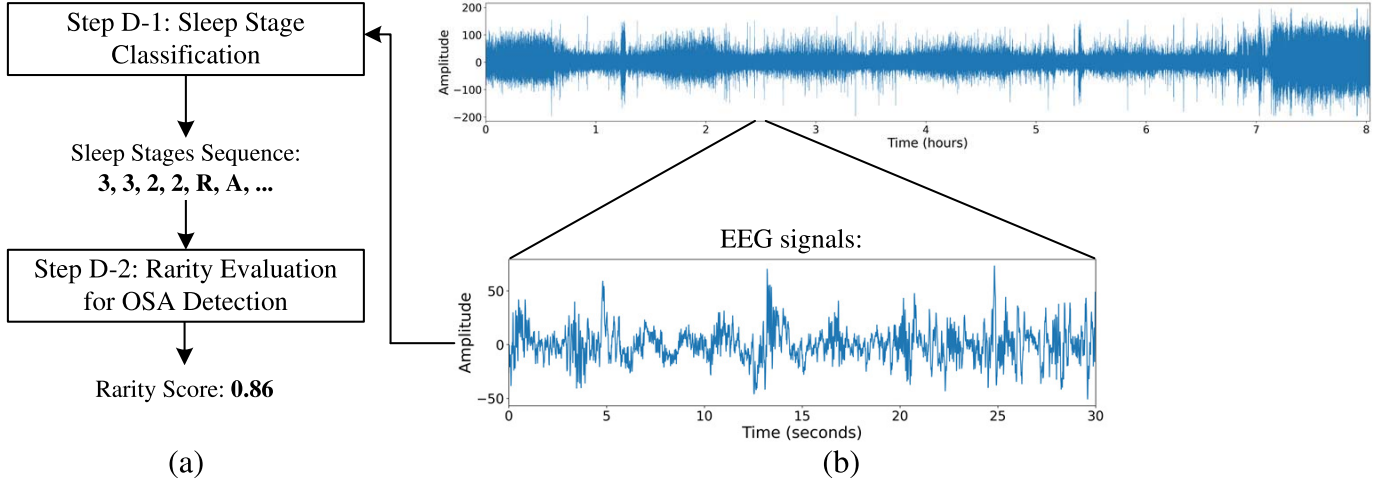 Step D-1: Sleep Stage
Classification
Sleep Stages Sequence:
3, 3, 2, 2, R, A, ...
Step D-2: Rarity Evaluation
for OSA Detection
Rarity Score: 0.86
(a)
Amplitude
200
100
0
−100
−200
0 1 2 3 4 5 6 7 8
Time (hours)
EEG signals:
Amplitude
50
0
−50
0 5 10 15 20 25 30
Time (seconds)
(b)